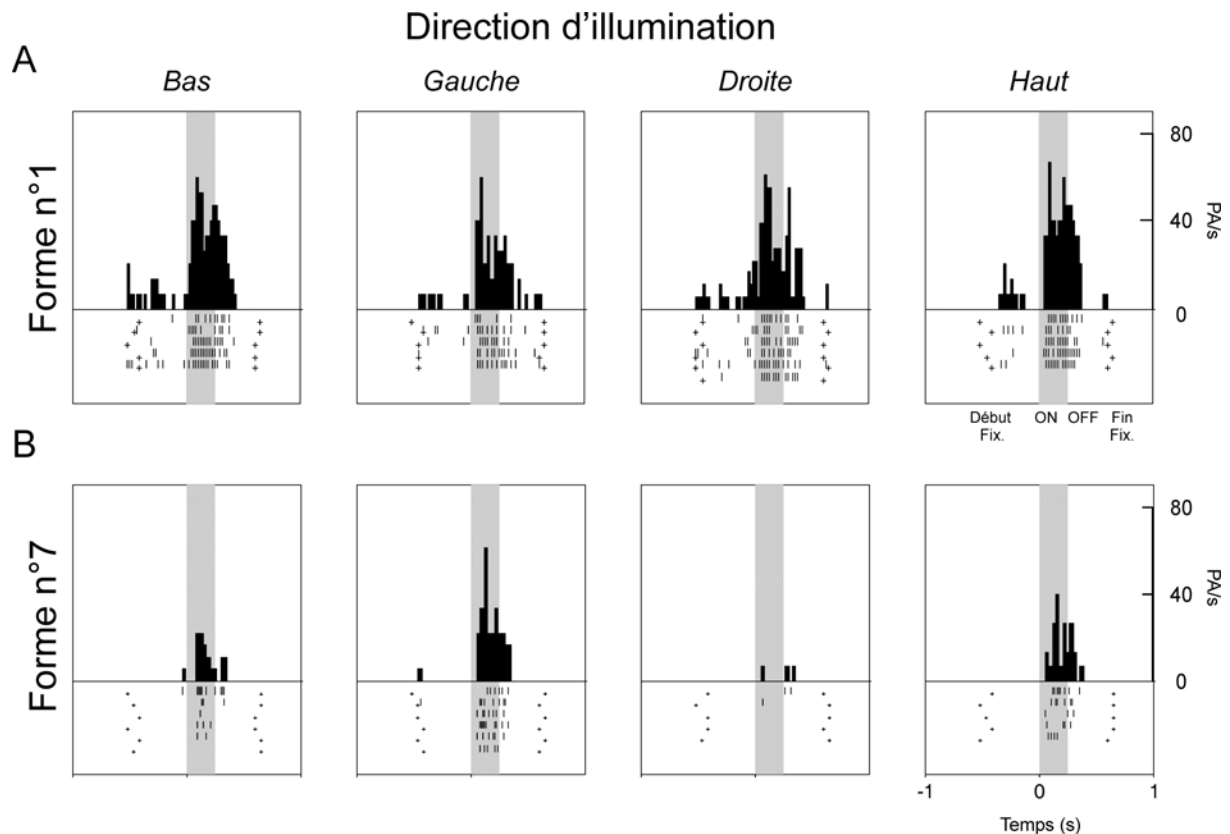 Direction d'illumination
A
Bas
Gauche
Droite
Haut
Forme n°1
80
40
0
PA/s
Début Fix.
ON
OFF
Fin Fix.
B
Forme n°7
80
40
0
PA/s
-1
0
1
Temps (s)